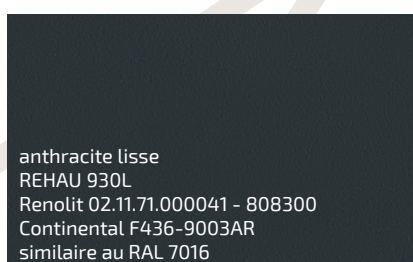 anthracite lisse
REHAU 930L
Renolit 02.11.71.000041 - 808300
Continental F436-9003AR
similaire au RAL 7016